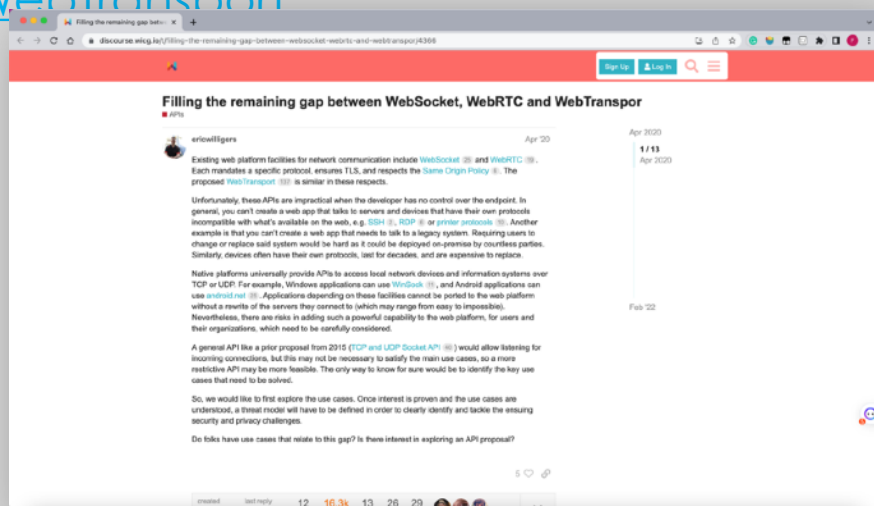 webtransport
Filling the remaining gap betw
discourse.wicg.io/t/filling-the-remaining-gap-between-websocket-webrtc-and-webtranspor/4366
Sign Up
Log In
Filling the remaining gap between WebSocket, WebRTC and WebTranspor
APIs
ericwilligers
Apr '20
Existing web platform facilities for network communication include WebSocket 25 and WebRTC
Each mandates a specific protocol, ensures TLS, and respects the Same Origin Policy. The
proposed WebTransport is similar in these respects.
Unfortunately, these APIs are impractical when the developer has no control over the endpoint. In
general, you can't create a web app that talks to servers and devices that have their own protocols
incompatible with what's available on the web, e.g. SSH, RDP or printer protocols. Another
example is that you can't create a web app that needs to talk to a legacy system. Requiring users to
change or replace said system would be hard as it could be deployed on-premise by countless parties.
Similarly, devices often have their own protocols, last for decades, and are expensive to replace.
Native platforms universally provide APIs to access local network devices and information systems over
TCP or UDP. For example, Windows applications can use WinSock, and Android applications can
use android.net. Applications depending on these facilities cannot be ported to the web platform
without a rewrite of the servers they connect to (which may range from easy to impossible).
Nevertheless, there are risks in adding such a powerful capability to the web platform, for users and
their organizations, which need to be carefully considered.
A general API like a prior proposal from 2015 (TCP and UDP Socket API) would allow listening for
incoming connections, but this may not be necessary to satisfy the main use cases, so a more
restrictive API may be more feasible. The only way to know for sure would be to identify the key use
cases that need to be solved.
So, we would like to first explore the use cases. Once interest is proven and the use cases are
understood, a threat model will have to be defined in order to clearly identify and tackle the ensuing
security and privacy challenges.
Do folks have use cases that relate to this gap? Is there interest in exploring an API proposal?
5
Apr 2020
1 / 13
Apr 2020
Feb '22
created
last reply
12
16.3k
13
26
29